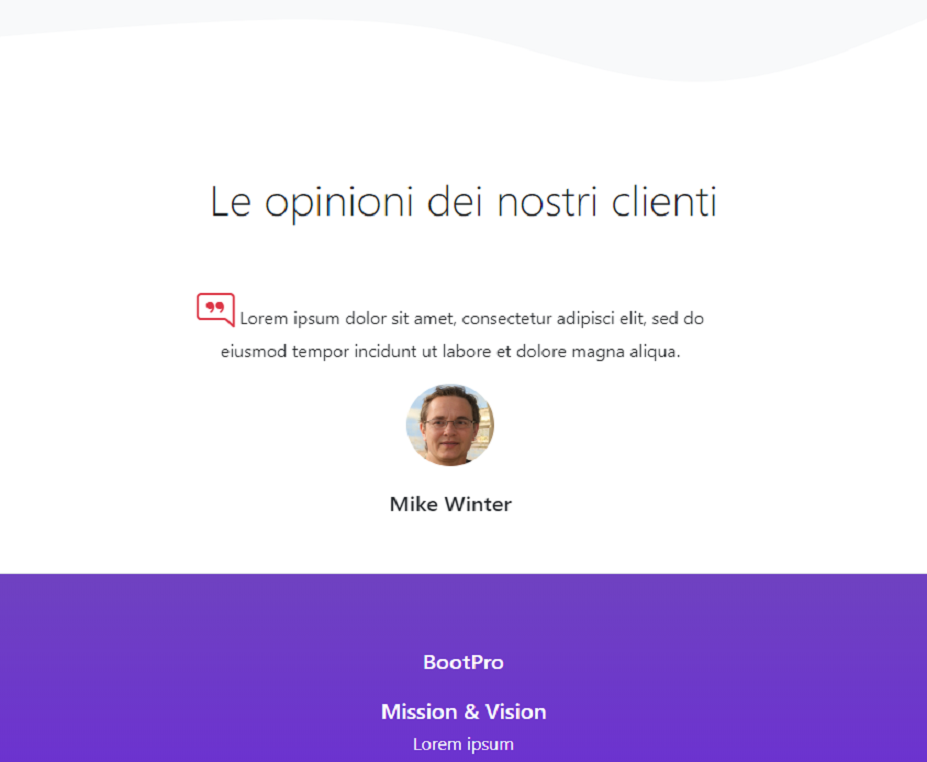 Le opinioni dei nostri clienti
Lorem ipsum dolor sit amet, consectetur adipisci elit, sed do
eiusmod tempor incidunt ut labore et dolore magna aliqua.
Mike Winter
BootPro
Mission & Vision
Lorem ipsum